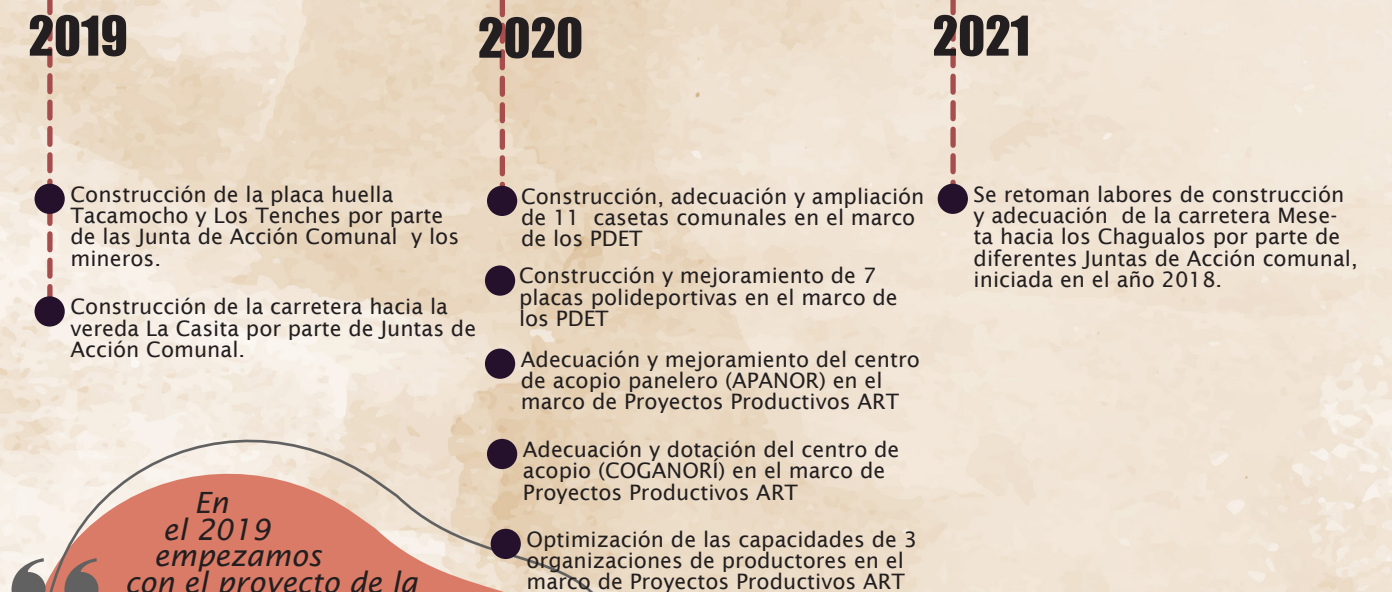 2019
Construcción de la placa huella
Tacamocho y Los Tenches por parte
de las Junta de Acción Comunal  y los
mineros.
Construcción de la carretera hacia la
vereda La Casita por parte de Juntas de
Acción Comunal.
En
el 2019
empezamos
con el proyecto de la
2020
Construcción, adecuación y ampliación
de 11  casetas comunales en el marco
de los PDET
Construcción y mejoramiento de 7
placas polideportivas en el marco de
los PDET
Adecuación y mejoramiento del centro
de acopio panelero (APANOR) en el
marco de Proyectos Productivos ART
Adecuación y dotación del centro de
acopio (COGANORÍ) en el marco de
Proyectos Productivos ART
Optimización de las capacidades de 3
organizaciones de productores en el
marco de Proyectos Productivos ART
2021
Se retoman labores de construcción
y adecuación  de la carretera Mese-
ta hacia los Chagualos por parte de
diferentes Juntas de Acción comunal,
iniciada en el año 2018.